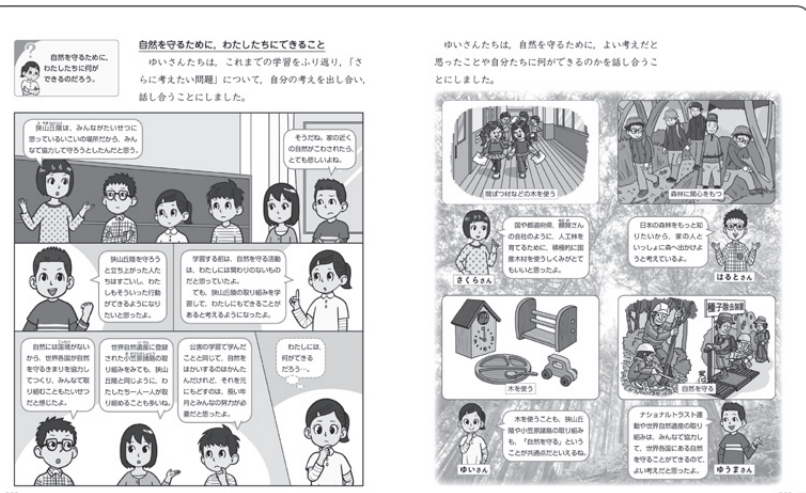 自然を守るために,
わたしたちに何が
できるのだろう。
自然を守るために,わたしたちにできること
ゆいさんたちは,これまでの学習をふり返り,「さ
らに考えたい問題」について,自分の考えを出し合い,
話し合うことにしました。
狭山丘陵は,みんながたいせつに
思っているいこいの場所だから,みん
なで協力して守ろうとしたんだと思う。
そうだね。家の近く
の自然がこわされたら,
とても悲しいよね。
狭山丘陵を守ろう
と立ち上がった人た
ちはすごいし,わた
しもそういった行動
ができるようになり
たいと思ったよ。
学習する前は,自然を守る活動
は,わたしには関わりのないもの
だと思っていたよ。
でも,狭山丘陵の取り組みを学
習して,わたしにもできることが
あると考えるようになったよ。
自然には国境がない
から,世界各国が自然
を守るきまりを協力し
てつくり,みんなで取
り組むこともたいせつ
だと感じたよ。
世界自然遺産に登録
された小笠原諸島の取
り組みをみても,狭山
丘陵と同じように,わ
たしたち一人一人が取
り組めることも多いね。
公害の学習で学んだ
ことと同じで,自然を
はかいするのはかんた
んだけれど,それを元
にもどすのは,長い年
月とみんなの努力が必
要だと思ったよ。
わたしには,
何ができる
だろう…。
ゆいさんたちは,自然を守るために,よい考えだと
思ったことや自分たちに何ができるのかを話し合うこ
とにしました。
間ばつ材などの木を使う
森林に関心をもつ
国や都道府県,
の会社のように,人工林を
育てるために,積極的に国
産木材を使うしくみがとて
もいいと思ったよ。
さくらさん
日本の森林をもっと知
りたいから,家の人と
いっしょに森へ出かけよ
うと考えているよ。
はるとさん
木を使う
種子除去装置
自然を守る
木を使うことも,狭山丘
陵や小笠原諸島の取り組み
も,「自然を守る」という
ことが共通点だといえるね。
ゆいさん
ナショナルトラスト運
動や世界自然遺産の取り
組みは,みんなで協力し
て,世界各国にある自然
を守ることができるので,
よい考えだと思ったよ。
ゆうまさん